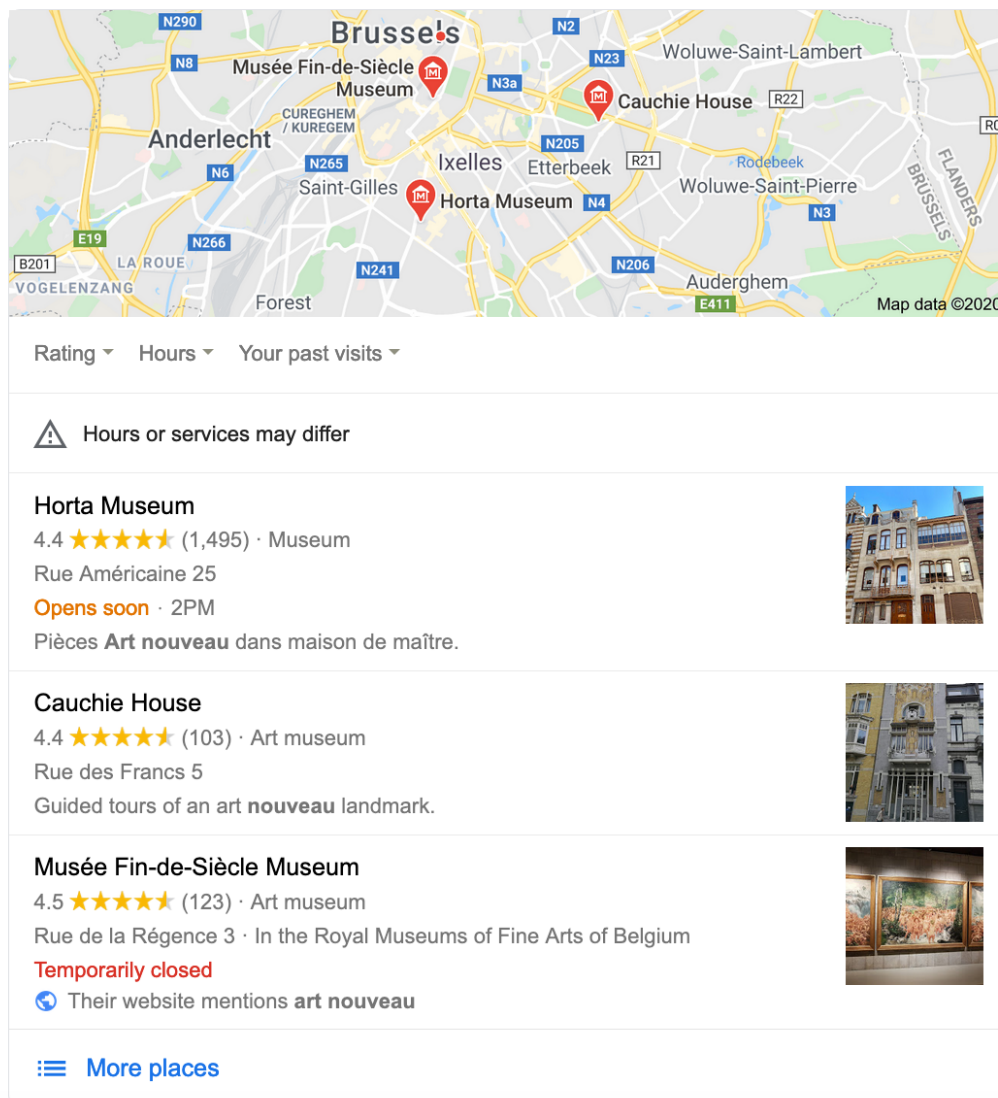 N290
Brussels
N2
N8
Musée Fin-de-Siècle
Museum
N23
Woluwe-Saint-Lambert
N3a
Cauchie House
R22
CUREGHEM
/ KUREGEM
Anderlecht
N205
N265
Ixelles
Etterbeek
R21
Rodebeek
FLANDERS
BRUSSELS
N6
Saint-Gilles
Horta Museum
N4
Woluwe-Saint-Pierre
N3
E19
N266
B201
LA ROUE
VOGELENZANG
N241
N206
Auderghem
Forest
E411
Map data ©2020
Rating
Hours
Your past visits
Hours or services may differ
Horta Museum
4.4 (1,495) · Museum
Rue Américaine 25
Opens soon · 2PM
Pièces Art nouveau dans maison de maître.
Cauchie House
4.4 (103) · Art museum
Rue des Francs 5
Guided tours of an art nouveau landmark.
Musée Fin-de-Siècle Museum
4.5 (123) · Art museum
Rue de la Régence 3 · In the Royal Museums of Fine Arts of Belgium
Temporarily closed
Their website mentions art nouveau
More places